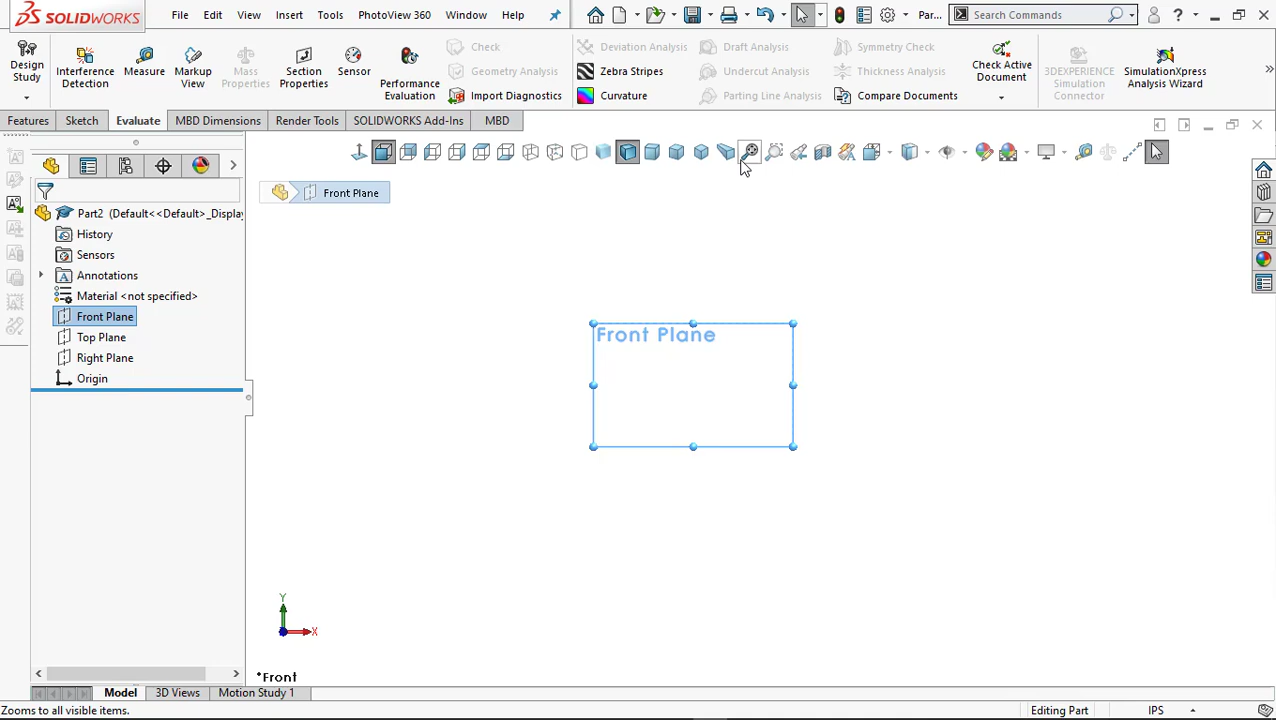 SOLIDWORKS
File
Edit
View
Insert
Tools
PhotoView 360
Window
Help
Par...
Search Commands
?
Design Study
Interference Detection
Measure
Markup View
Mass Properties
Section Properties
Sensor
Performance Evaluation
Check
Geometry Analysis
Import Diagnostics
Deviation Analysis
Zebra Stripes
Curvature
Draft Analysis
Undercut Analysis
Parting Line Analysis
Symmetry Check
Thickness Analysis
Compare Documents
Check Active Document
3DEXPERIENCE Simulation Connector
SimulationXpress Analysis Wizard
Features
Sketch
Evaluate
MBD Dimensions
Render Tools
SOLIDWORKS Add-Ins
MBD
Front Plane
Part2 (Default<<Default>_Display
History
Sensors
Annotations
Material <not specified>
Front Plane
Top Plane
Right Plane
Origin
Front Plane
Y
X
*Front
Model
3D Views
Motion Study 1
Zooms to all visible items.
Editing Part
IPS